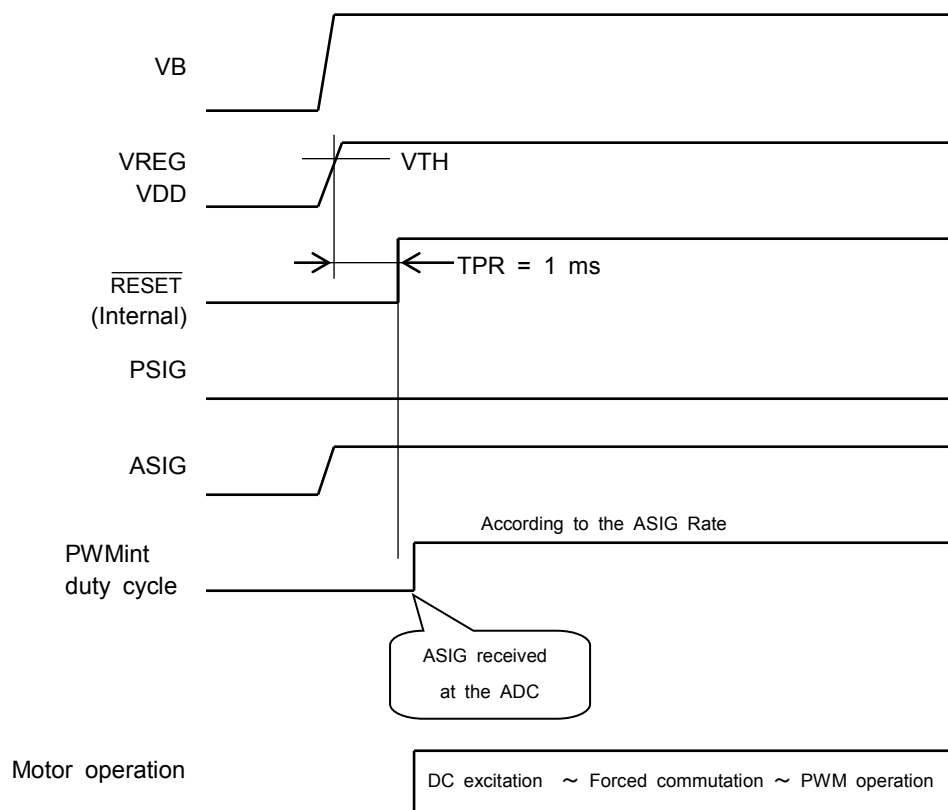 VB
VREG
VDD
VTH
TPR = 1 ms
RESET
(Internal)
PSIG
ASIG
According to the ASIG Rate
PWMint
duty cycle
ASIG received
at the ADC
Motor operation
DC excitation ~ Forced commutation ~ PWM operation